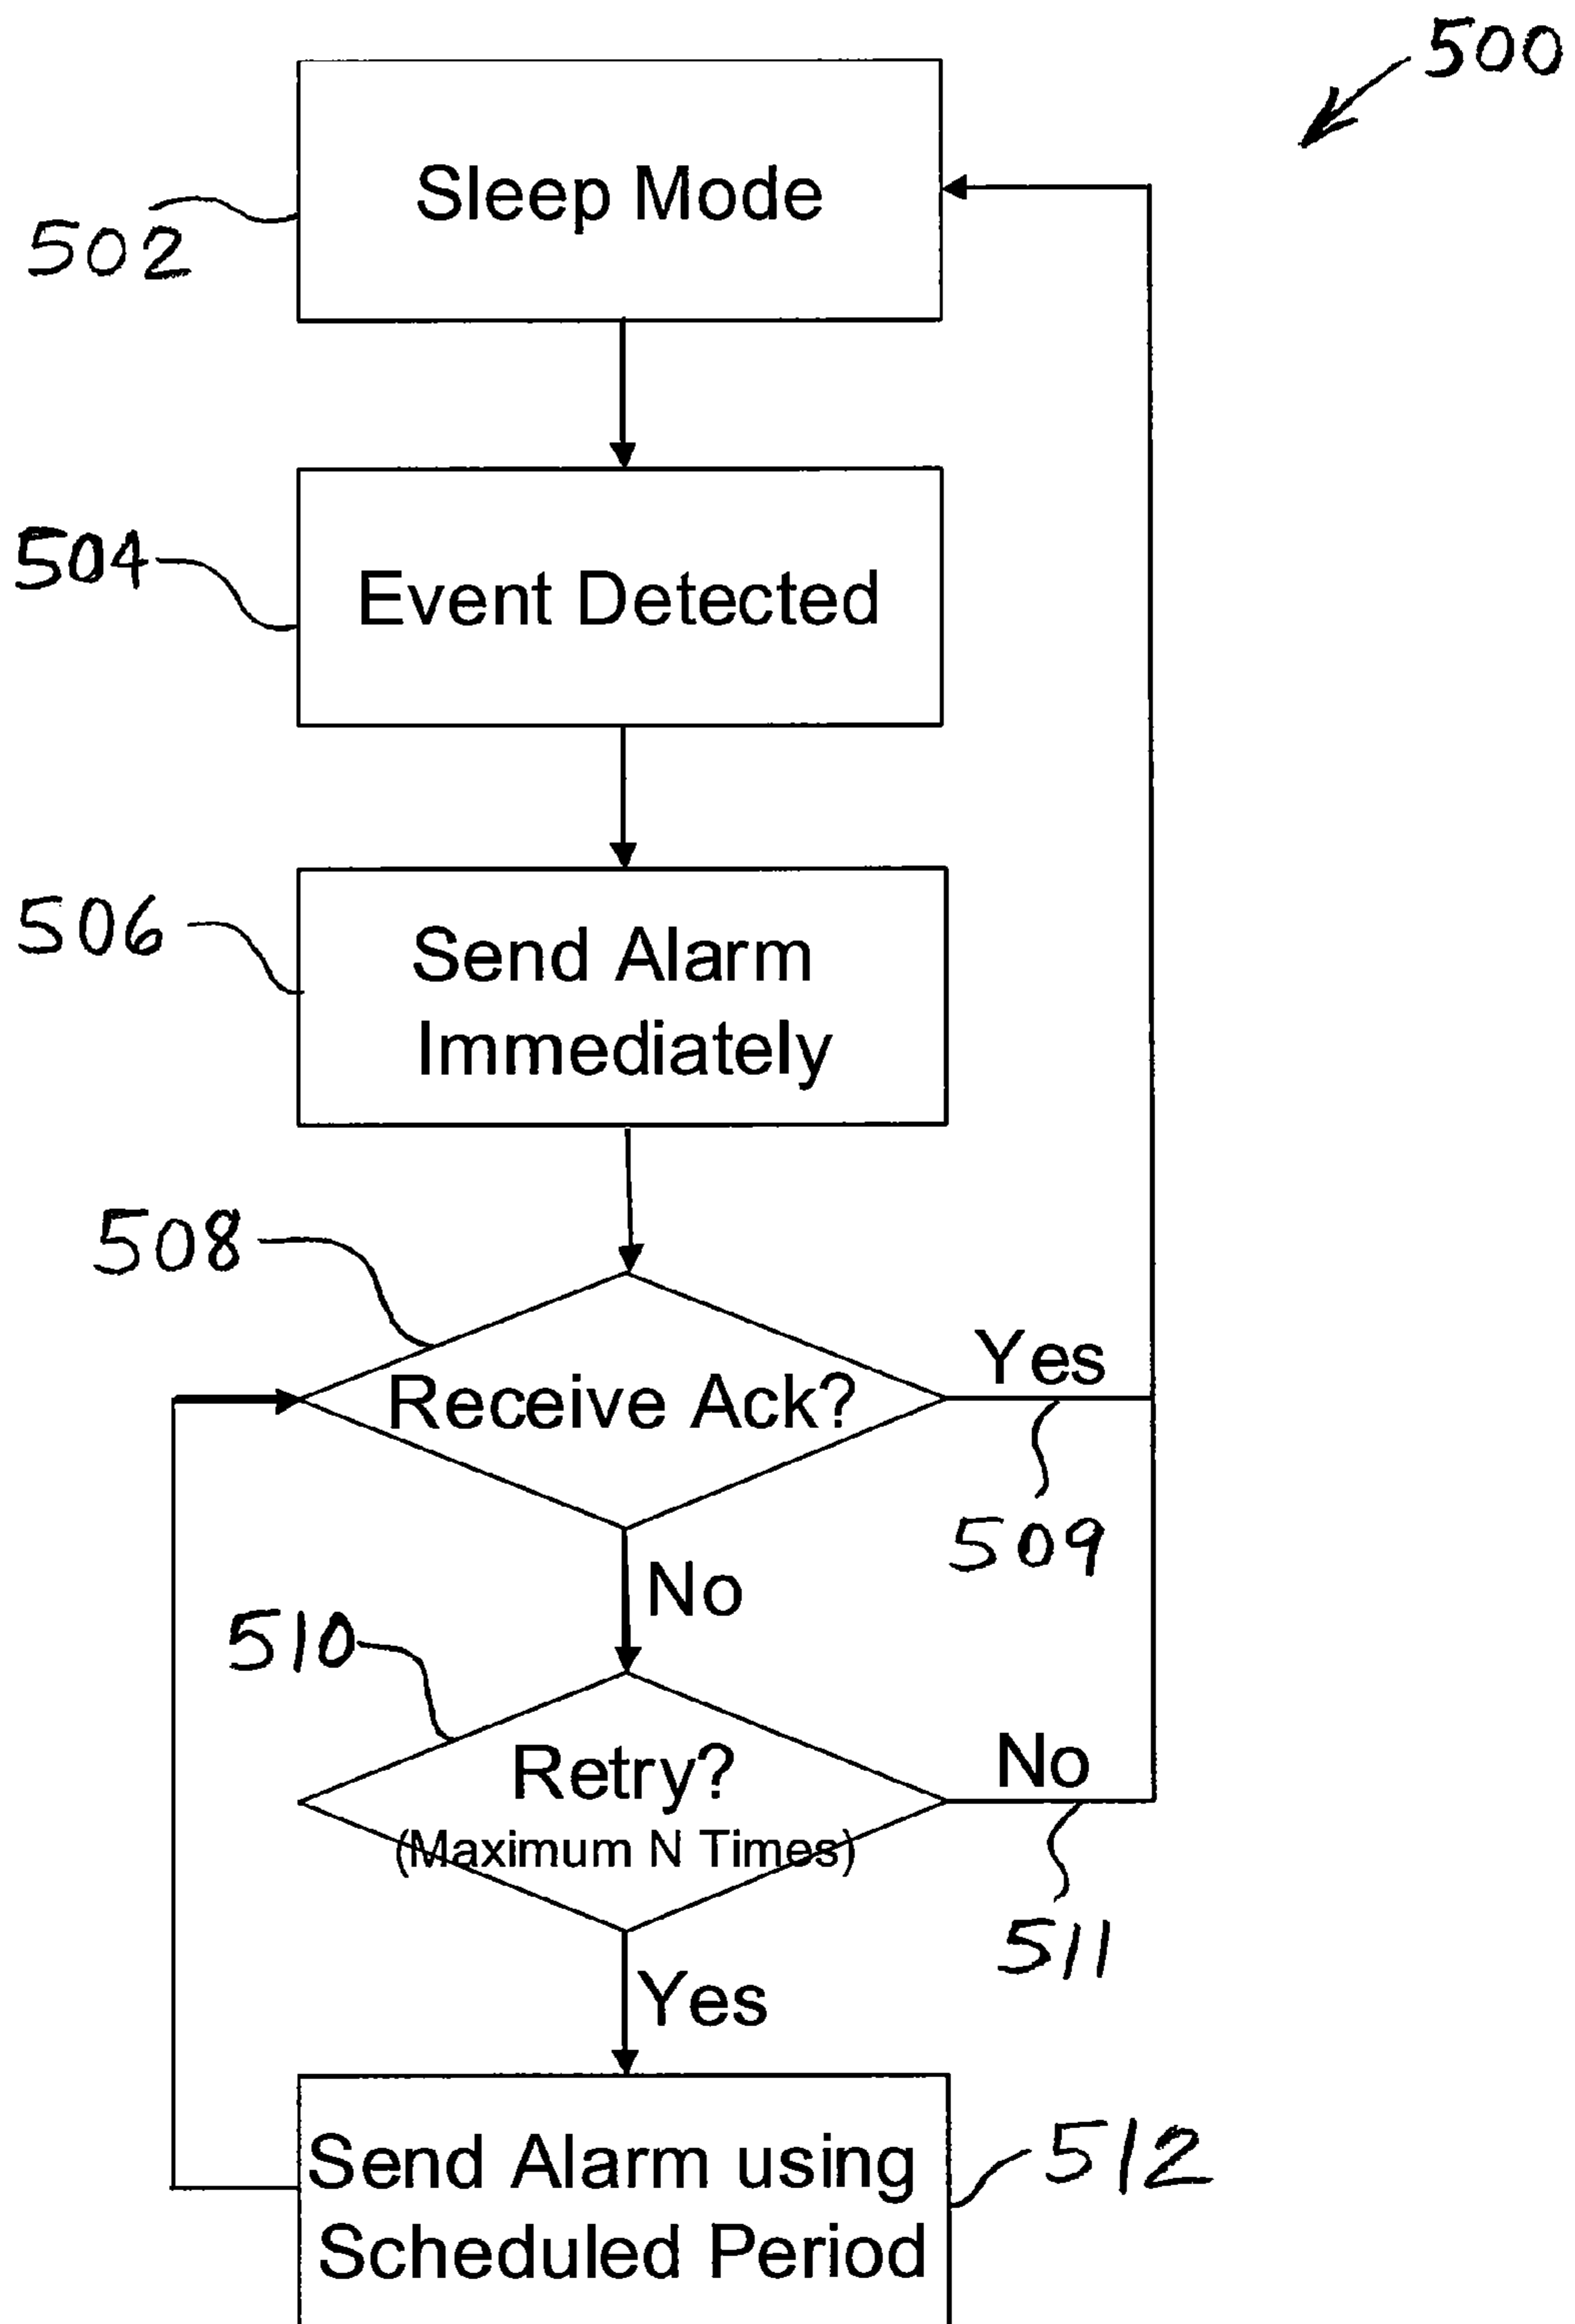 500
Sleep Mode
502
504
Event Detected
506
Send Alarm
Immediately
508
Yes
Receive Ack?
509
No
510
Retry?
No
(Maximum N Times)
511
Yes
512
Send Alarm using
Scheduled Period